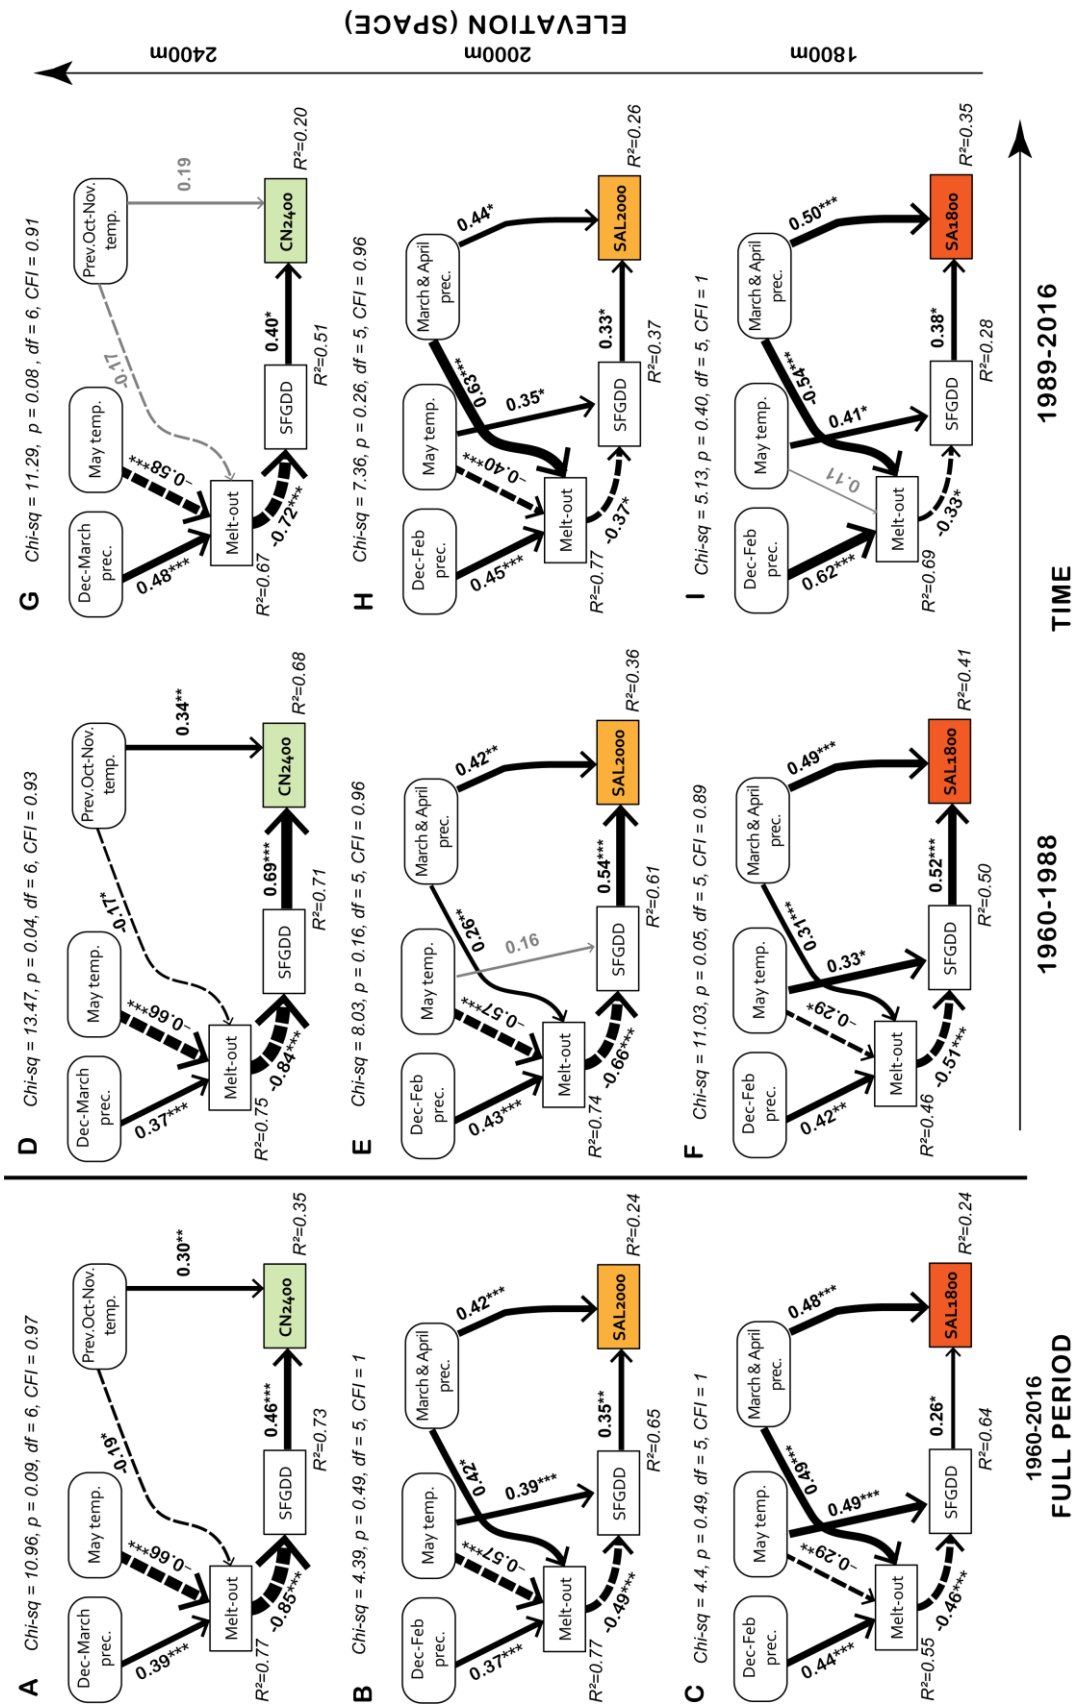 A
Chi-sq = 10.96, p = 0.09, df = 6, CFI = 0.97
Dec-March
prec.
May temp.
Prev.Oct-Nov.
temp.
0.39***
-0.66***
-0.19*
0.30**
Melt-out
R²=0.77
-0.85***
SFGDD
R²=0.73
0.46***
CN2400
R²=0.35
D
Chi-sq = 13.47, p = 0.04, df = 6, CFI = 0.93
Dec-March
prec.
May temp.
Prev.Oct-Nov.
temp.
0.37***
-0.66***
-0.17*
0.34**
Melt-out
R²=0.75
-0.84***
SFGDD
R²=0.71
0.69***
CN2400
R²=0.68
G
Chi-sq = 11.29, p = 0.08 , df = 6, CFI = 0.91
Dec-March
prec.
May temp.
Prev.Oct-Nov.
temp.
0.48***
-0.58***
-0.17
0.19
Melt-out
R²=0.67
-0.72***
SFGDD
R²=0.51
0.40*
CN2400
R²=0.20
B
Chi-sq = 4.39, p = 0.49, df = 5, CFI = 1
Dec-Feb
prec.
May temp.
March & April
prec.
0.37***
-0.57***
0.42*
0.39***
0.42***
Melt-out
R²=0.77
-0.49***
SFGDD
R²=0.65
0.35**
SAL2000
R²=0.24
E
Chi-sq = 8.03, p = 0.16, df = 5, CFI = 0.96
Dec-Feb
prec.
May temp.
March & April
prec.
0.43***
-0.57***
0.26**
0.16
0.42**
Melt-out
R²=0.74
-0.66***
SFGDD
R²=0.61
0.54***
SAL2000
R²=0.36
H
Chi-sq = 7.36, p = 0.26, df = 5, CFI = 0.96
Dec-Feb
prec.
May temp.
March & April
prec.
0.45***
-0.40***
0.63***
0.35*
0.44*
Melt-out
R²=0.77
-0.37*
SFGDD
R²=0.37
0.33*
SAL2000
R²=0.26
C
Chi-sq = 4.4, p = 0.49, df = 5, CFI = 1
Dec-Feb
prec.
May temp.
March & April
prec.
0.44***
-0.29*
0.49***
0.49***
0.48***
Melt-out
R²=0.55
-0.46***
SFGDD
R²=0.64
0.26*
SAL1800
R²=0.24
F
Chi-sq = 11.03, p = 0.05, df = 5, CFI = 0.89
Dec-Feb
prec.
May temp.
March & April
prec.
0.42**
-0.29*
0.31***
0.33*
0.49***
Melt-out
R²=0.46
-0.51***
SFGDD
R²=0.50
0.52***
SAL1800
R²=0.41
I
Chi-sq = 5.13, p = 0.40, df = 5, CFI = 1
Dec-Feb
prec.
May temp.
March & April
prec.
0.62***
0.11
-0.54***
0.41*
0.50***
Melt-out
R²=0.69
-0.33*
SFGDD
R²=0.28
0.38*
SA1800
R²=0.35
2400m
2000m
1800m
ELEVATION (SPACE)
1960-2016
FULL PERIOD
1960-1988
TIME
1989-2016